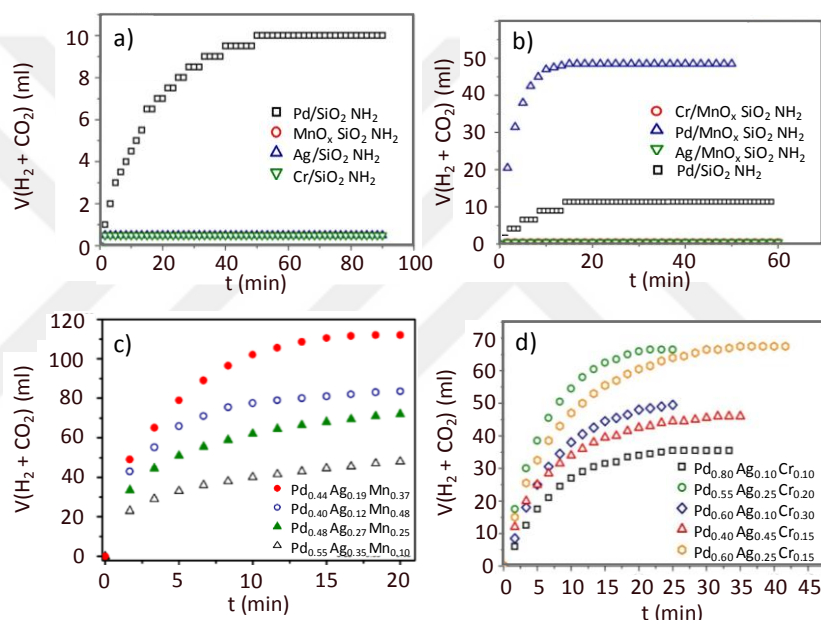 a)
V(H₂ + CO₂) (ml)
10
8
6
4
2
0
Pd/SiO₂ NH₂
MnOₓ SiO₂ NH₂
Ag/SiO₂ NH₂
Cr/SiO₂ NH₂
0 20 40 60 80 100
t (min)
b)
V(H₂ + CO₂) (ml)
50
40
30
20
10
0
Cr/MnOₓ SiO₂ NH₂
Pd/MnOₓ SiO₂ NH₂
Ag/MnOₓ SiO₂ NH₂
Pd/SiO₂ NH₂
0 20 40 60
t (min)
c)
V(H₂ + CO₂) (ml)
120
100
80
60
40
20
0
Pd₀.₄₄Ag₀.₁₉Mn₀.₃₇
Pd₀.₄₀Ag₀.₁₂Mn₀.₄₈
Pd₀.₄₈Ag₀.₂₇Mn₀.₂₅
Pd₀.₅₅Ag₀.₃₅Mn₀.₁₀
0 5 10 15 20
t (min)
d)
V(H₂ + CO₂) (ml)
70
60
50
40
30
20
10
0
Pd₀.₈₀Ag₀.₁₀Cr₀.₁₀
Pd₀.₅₅Ag₀.₂₅Cr₀.₂₀
Pd₀.₆₀Ag₀.₁₀Cr₀.₃₀
Pd₀.₄₀Ag₀.₄₅Cr₀.₁₅
Pd₀.₆₀Ag₀.₂₅Cr₀.₁₅
0 5 10 15 20 25 30 35 40 45
t (min)